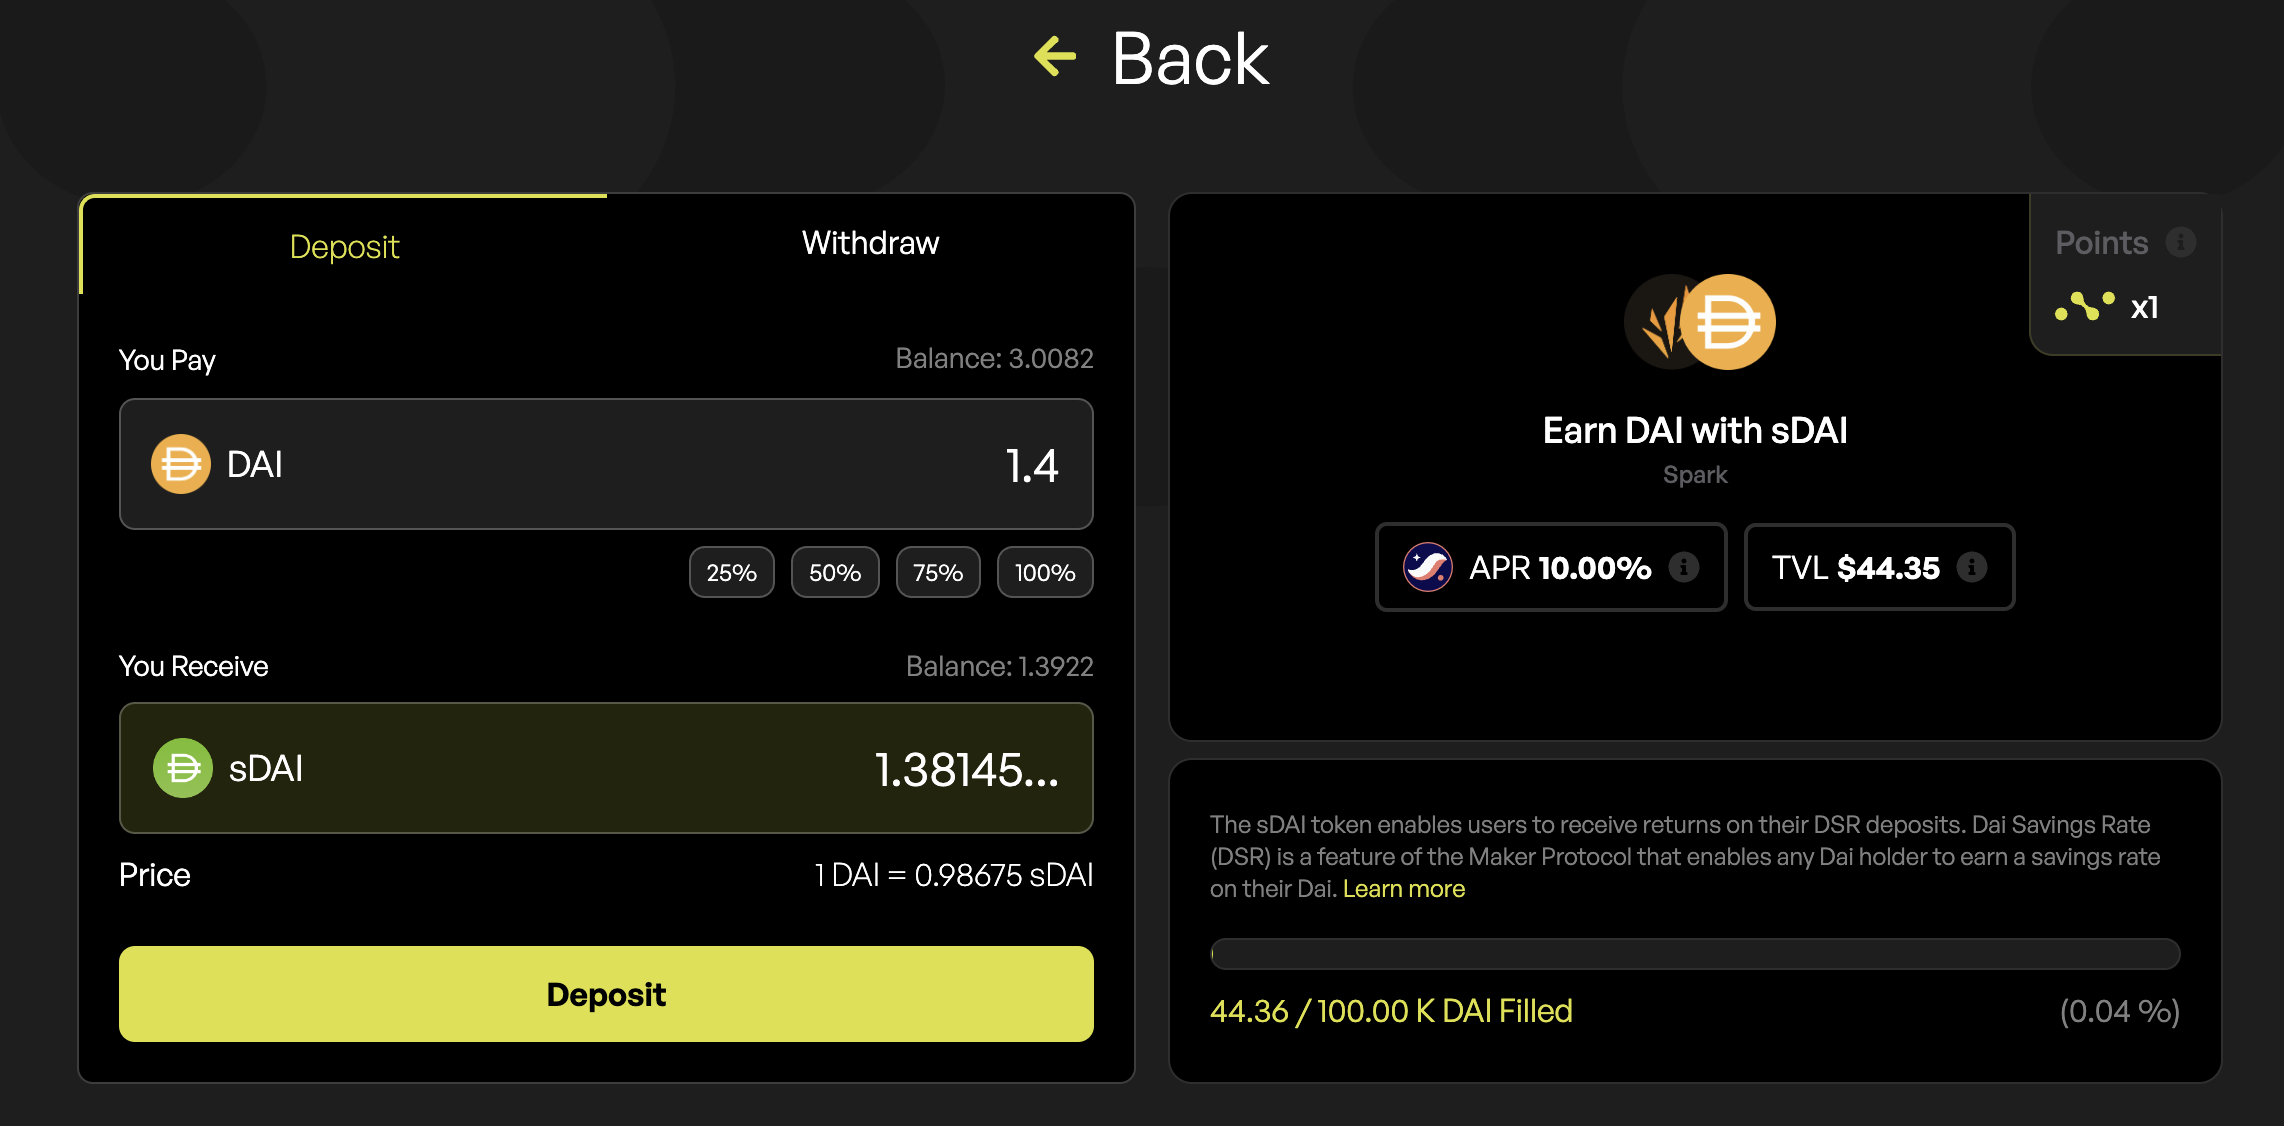 Back
Deposit
Withdraw
You Pay
Balance: 3.0082
DAI
1.4
25%
50%
75%
100%
You Receive
Balance: 1.3922
sDAI
1.38145...
Price
1 DAI = 0.98675 sDAI
Deposit
Points
x1
Earn DAI with sDAI
Spark
APR 10.00%
TVL $44.35
The sDAI token enables users to receive returns on their DSR deposits. Dai Savings Rate
(DSR) is a feature of the Maker Protocol that enables any Dai holder to earn a savings rate
on their Dai. Learn more
44.36 / 100.00 K DAI Filled
(0.04 %)